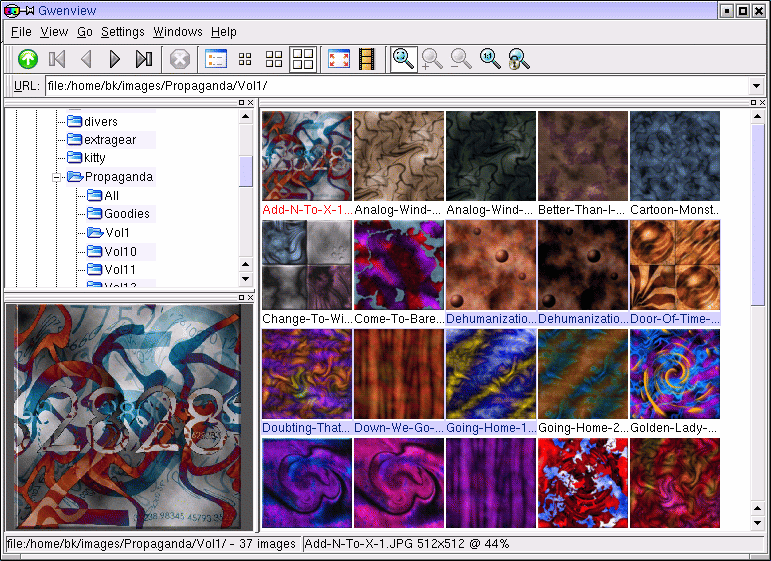 Gwenview
File View Go Settings Windows Help
URL: file:/home/bk/images/Propaganda/Vol1/
divers
extragear
kitty
Propaganda
All
Goodies
Vol1
Vol10
Vol11
Add-N-To-X-1... Analog-Wind-... Analog-Wind-... Better-Than-I-... Cartoon-Monst...
Change-To-Wi... Come-To-Bare... Dehumanizatio... Dehumanizatio... Door-Of-Time-...
Doubting-That... Down-We-Go-... Going-Home-1... Going-Home-2... Golden-Lady-...
2828
file:/home/bk/images/Propaganda/Vol1/ - 37 images Add-N-To-X-1.JPG 512x512 @ 44%